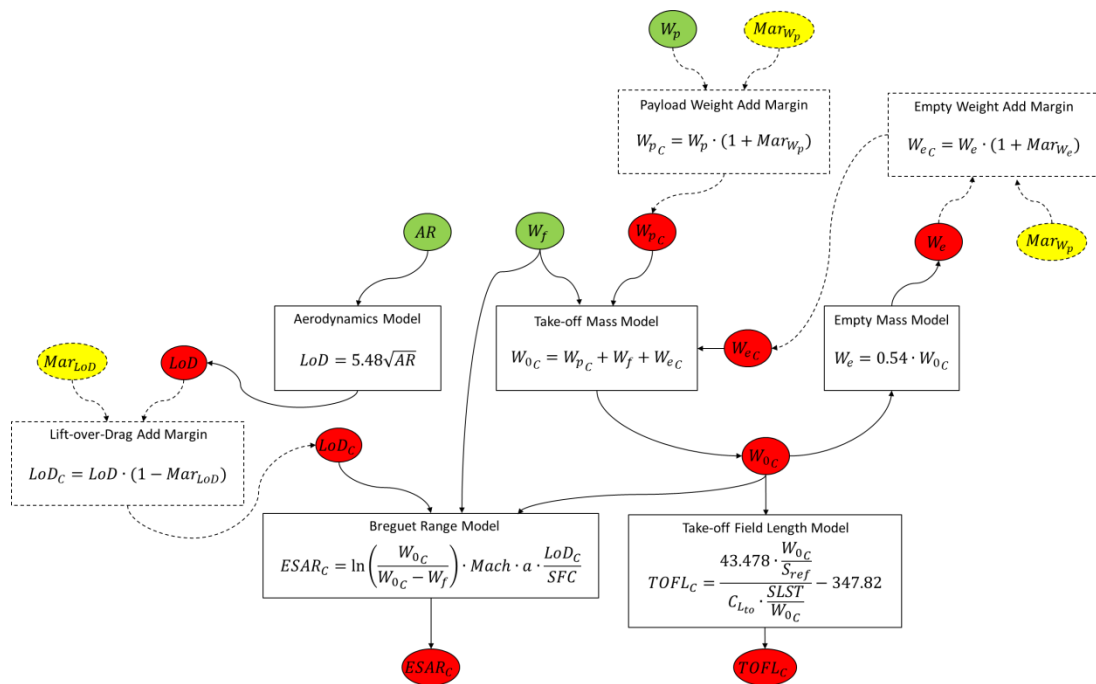 W_p
Mar_{W_p}
Payload Weight Add Margin
W_{p_C} = W_p · (1 + Mar_{W_p})
Empty Weight Add Margin
W_{e_C} = W_e · (1 + Mar_{W_e})
AR
W_f
W_{p_C}
W_e
Mar_{W_p}
Aerodynamics Model
LoD = 5.48√AR
Take-off Mass Model
W_{0_C} = W_{p_C} + W_f + W_{e_C}
W_{e_C}
Empty Mass Model
W_e = 0.54 · W_{0_C}
Mar_{LoD}
LoD
Lift-over-Drag Add Margin
LoD_C = LoD · (1 − Mar_{LoD})
LoD_C
W_{0_C}
Breguet Range Model
ESAR_C = ln(W_{0_C} / (W_{0_C} − W_f)) · Mach · a · LoD_C / SFC
Take-off Field Length Model
TOFL_C = (43.478 · W_{0_C} / S_{ref}) / (C_{L_{to}} · SLST / W_{0_C}) − 347.82
ESAR_C
TOFL_C